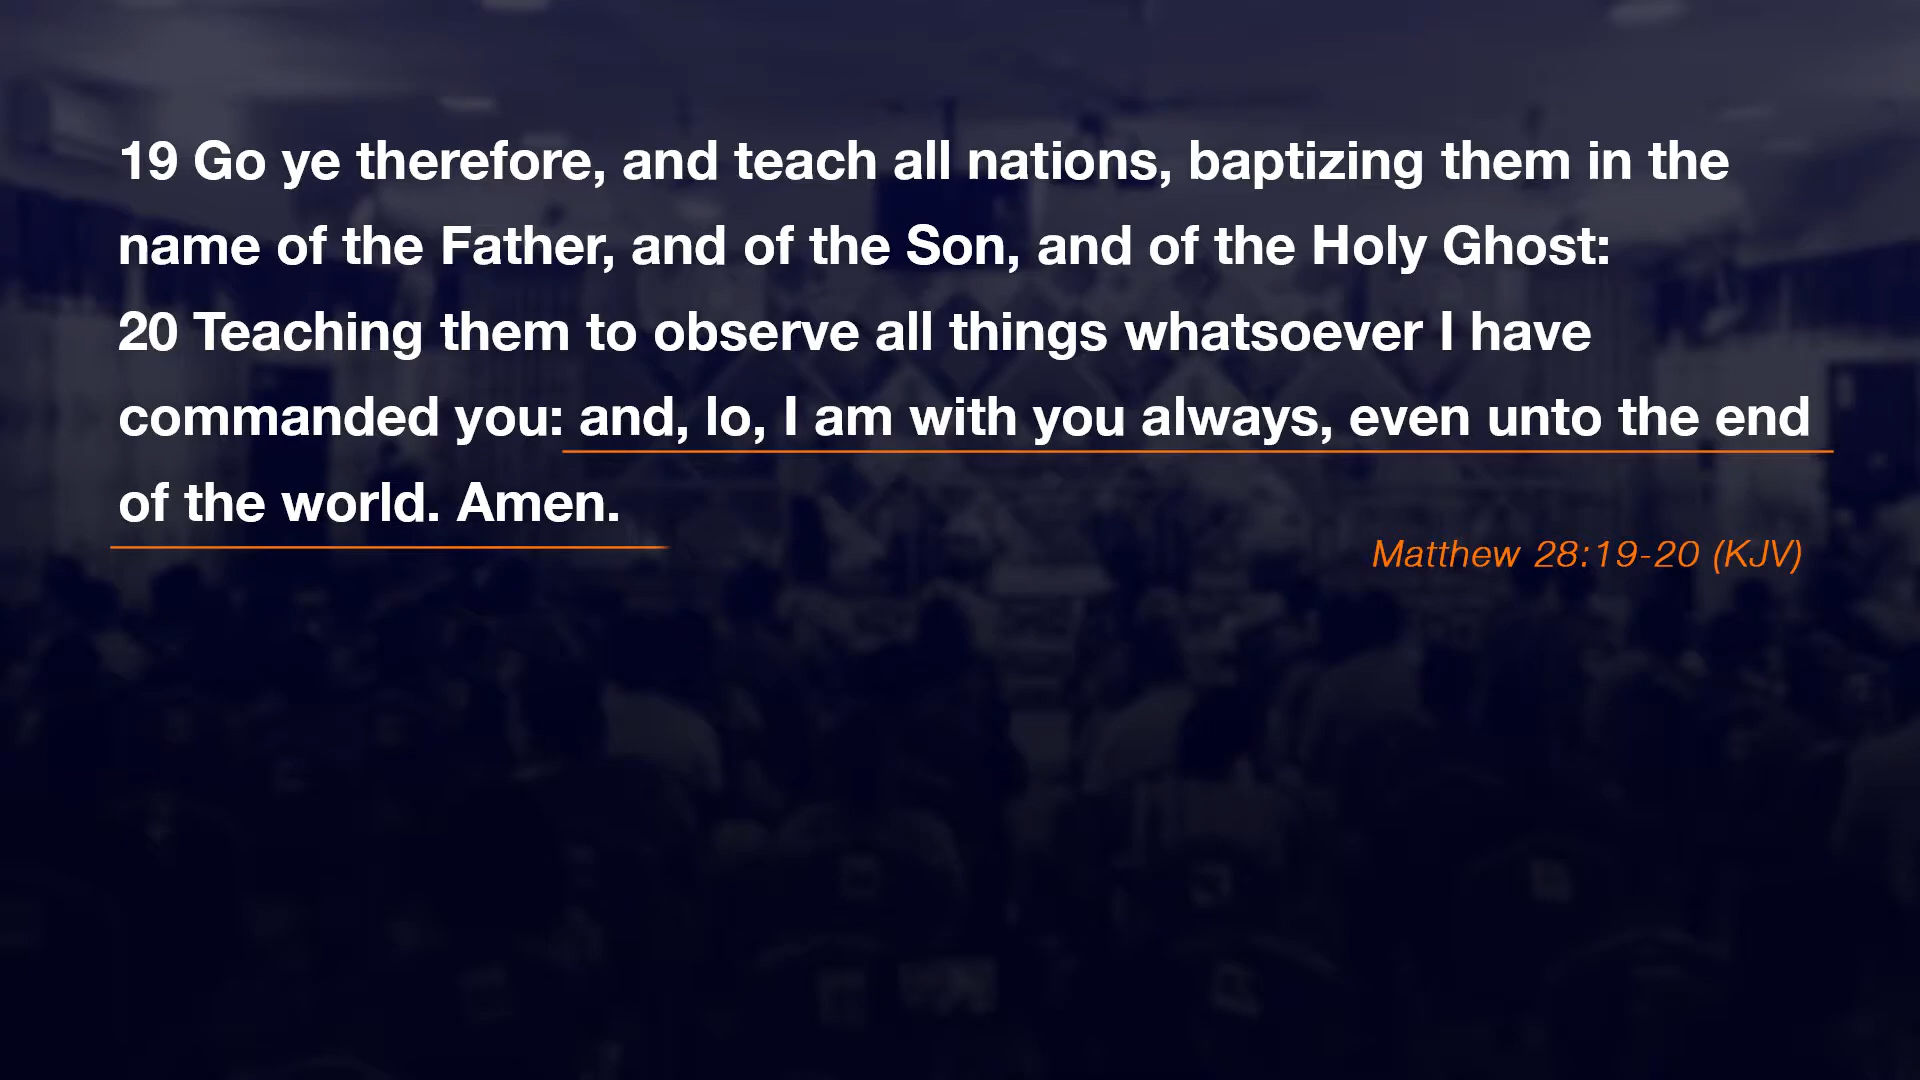 19 Go ye therefore, and teach all nations, baptizing them in the
name of the Father, and of the Son, and of the Holy Ghost:
20 Teaching them to observe all things whatsoever I have
commanded you: and, lo, I am with you always, even unto the end
of the world. Amen.
Matthew 28:19-20 (KJV)